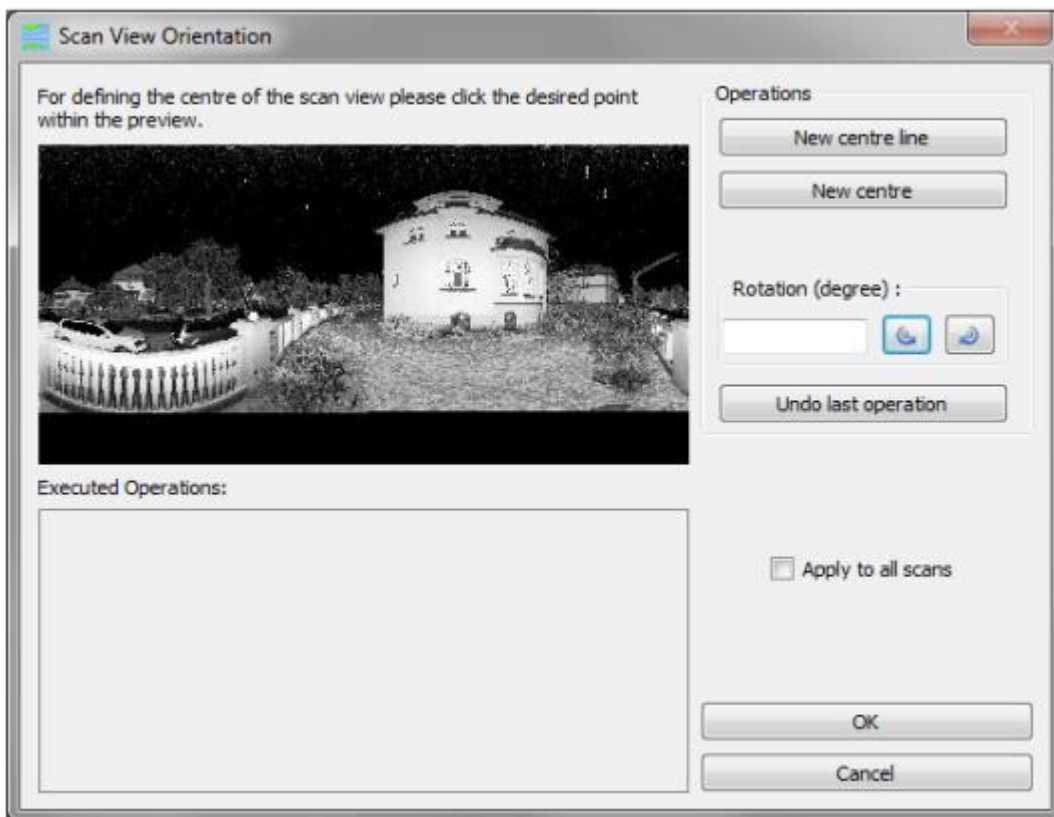 Scan View Orientation
For defining the centre of the scan view please click the desired point
within the preview.
Operations
New centre line
New centre
Rotation (degree) :
Undo last operation
Executed Operations:
Apply to all scans
OK
Cancel